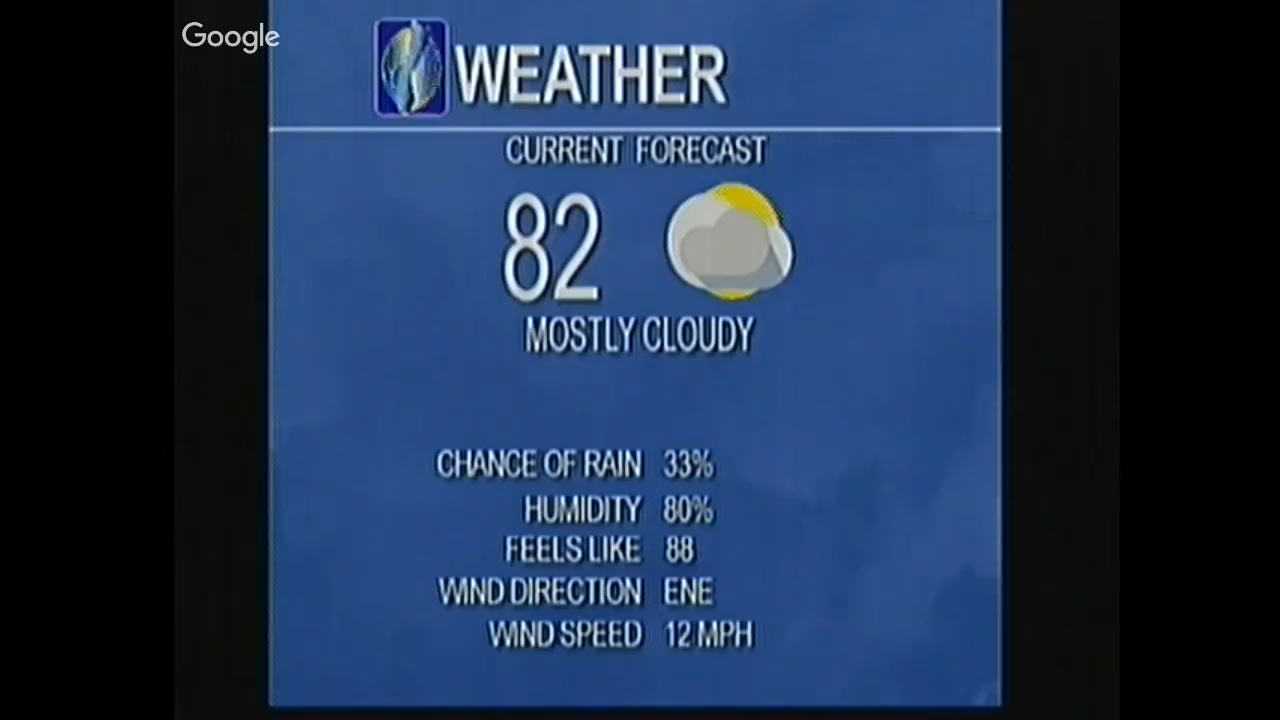 Google
WEATHER
CURRENT FORECAST
82
MOSTLY CLOUDY
CHANCE OF RAIN 33%
HUMIDITY 80%
FEELS LIKE 88
WIND DIRECTION ENE
WIND SPEED 12 MPH